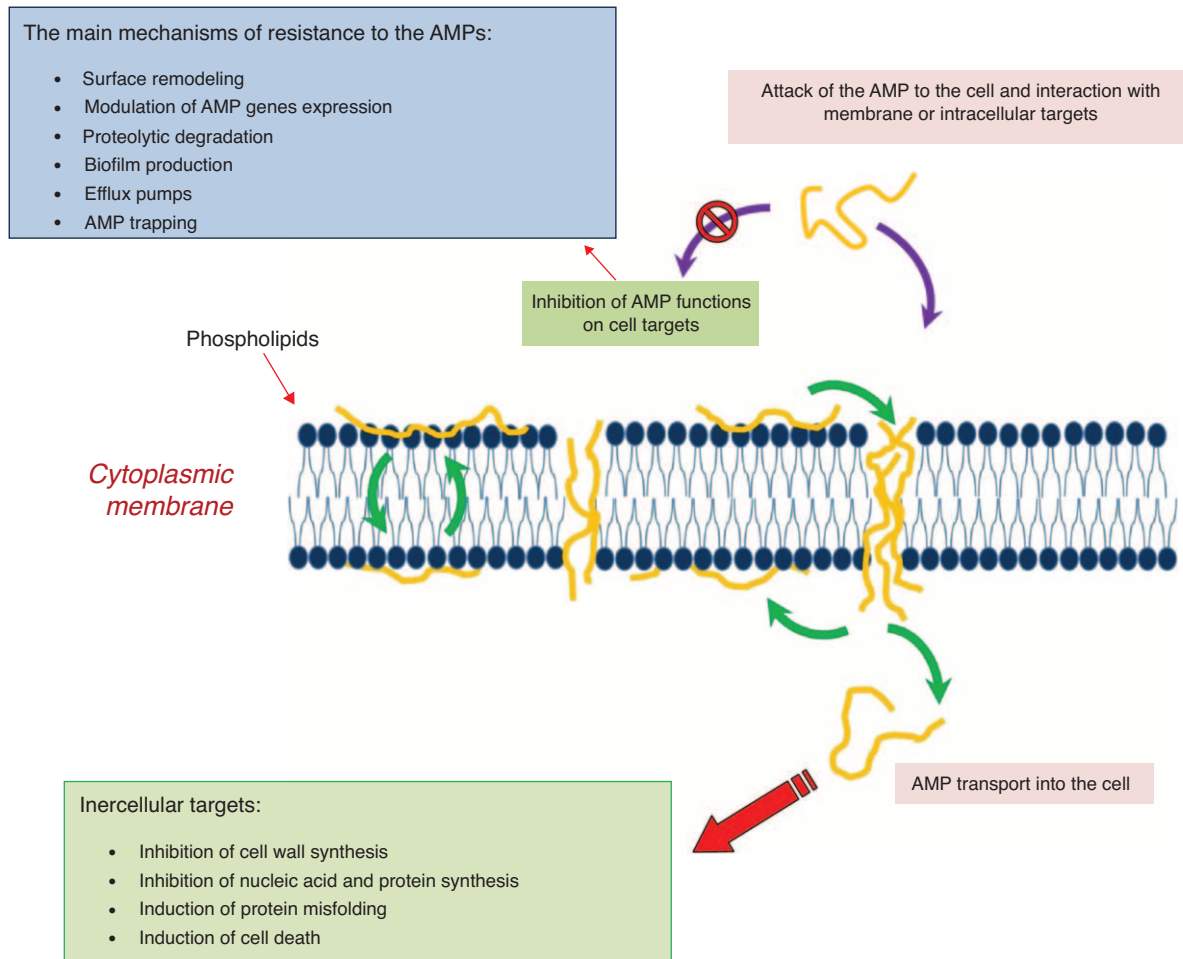 The main mechanisms of resistance to the AMPs:
• Surface remodeling
• Modulation of AMP genes expression
• Proteolytic degradation
• Biofilm production
• Efflux pumps
• AMP trapping
Attack of the AMP to the cell and interaction with
membrane or intracellular targets
Inhibition of AMP functions
on cell targets
Phospholipids
Cytoplasmic
membrane
AMP transport into the cell
Inercellular targets:
• Inhibition of cell wall synthesis
• Inhibition of nucleic acid and protein synthesis
• Induction of protein misfolding
• Induction of cell death